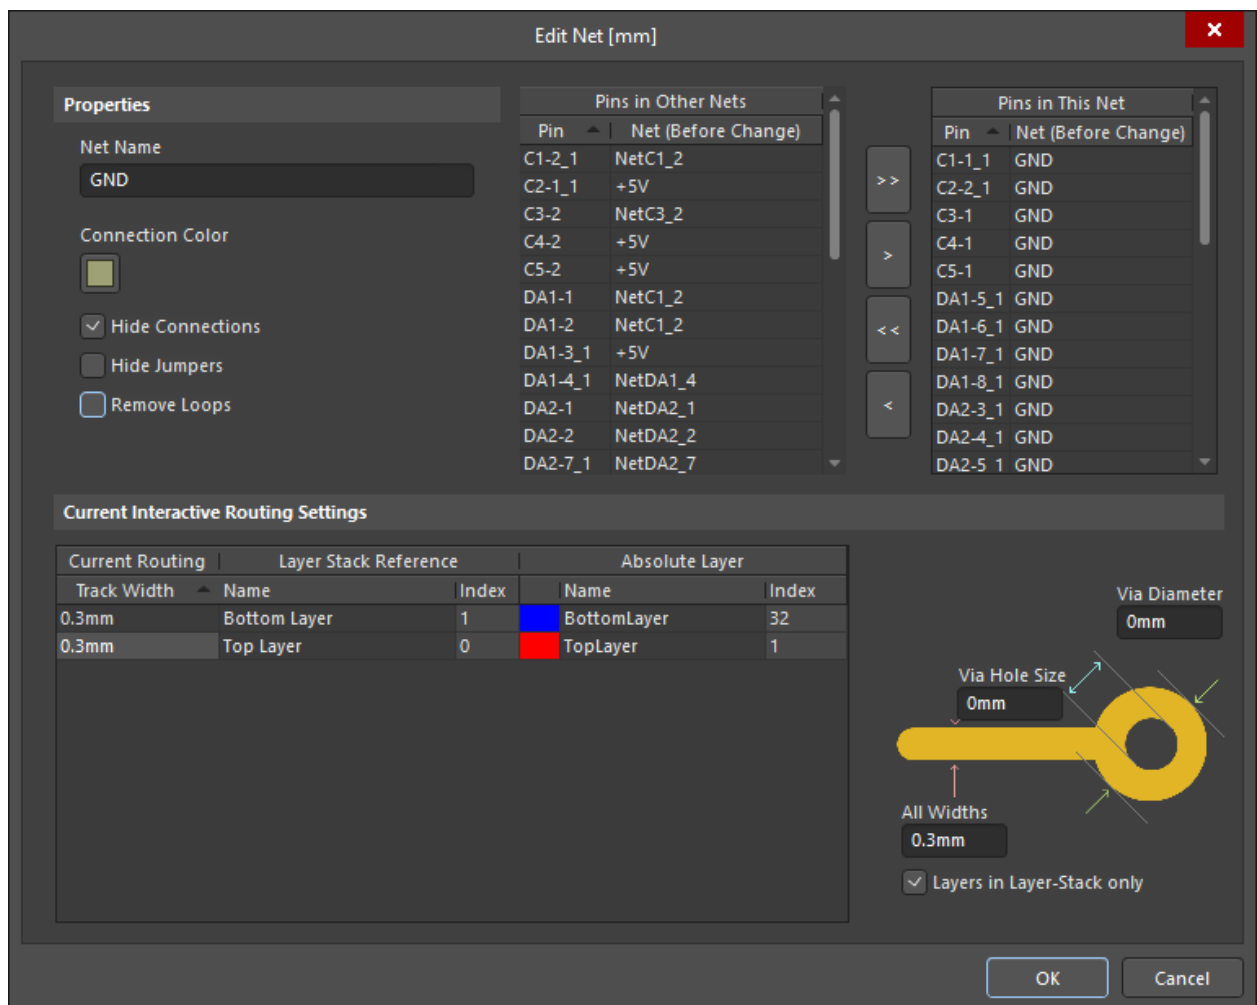 Edit Net [mm]
Properties
Net Name
GND
Connection Color
Hide Connections
Hide Jumpers
Remove Loops
Pins in Other Nets
Pin Net (Before Change)
C1-2_1 NetC1_2
C2-1_1 +5V
C3-2 NetC3_2
C4-2 +5V
C5-2 +5V
DA1-1 NetC1_2
DA1-2 NetC1_2
DA1-3_1 +5V
DA1-4_1 NetDA1_4
DA2-1 NetDA2_1
DA2-2 NetDA2_2
DA2-7_1 NetDA2_7
>>
>
<<
<
Pins in This Net
Pin Net (Before Change)
C1-1_1 GND
C2-2_1 GND
C3-1 GND
C4-1 GND
C5-1 GND
DA1-5_1 GND
DA1-6_1 GND
DA1-7_1 GND
DA1-8_1 GND
DA2-3_1 GND
DA2-4_1 GND
DA2-5_1 GND
Current Interactive Routing Settings
Current Routing Layer Stack Reference Absolute Layer
Track Width Name Index Name Index
0.3mm Bottom Layer 1 BottomLayer 32
0.3mm Top Layer 0 TopLayer 1
Via Diameter
0mm
Via Hole Size
0mm
All Widths
0.3mm
Layers in Layer-Stack only
OK Cancel